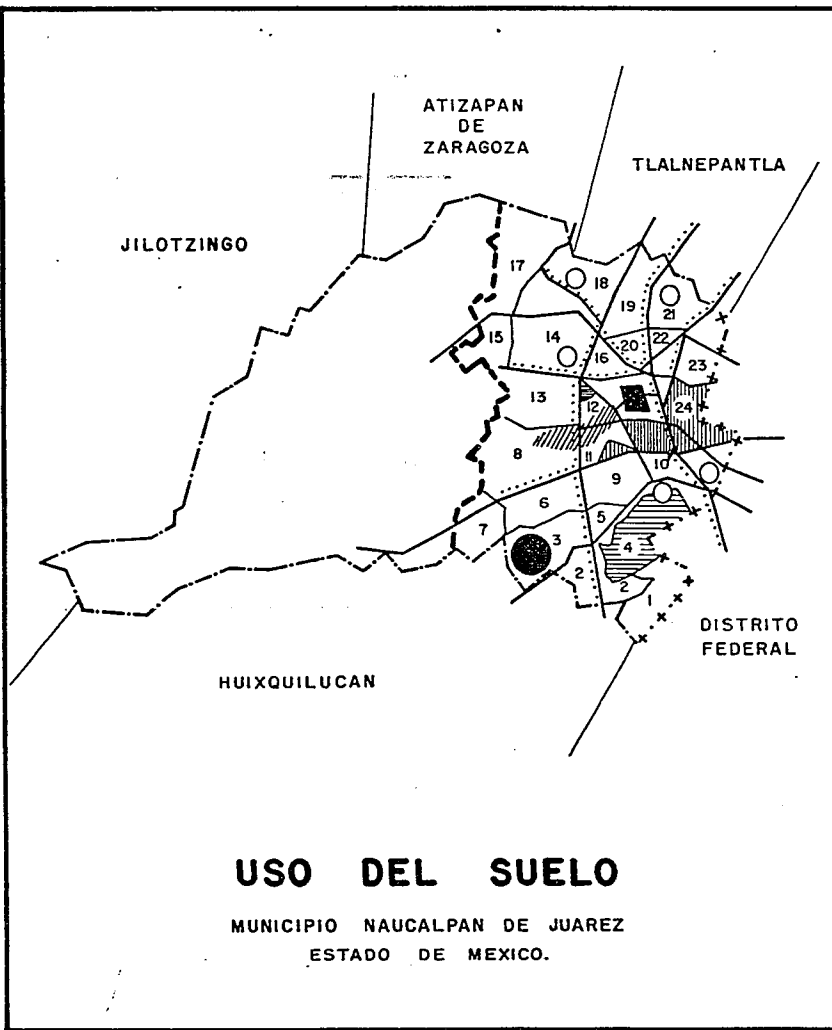 ATIZAPAN
DE
ZARAGOZA
TLALNEPANTLA
JILOTZINGO
17
18
19
21
15
14
16
20
22
23
13
12
24
8
11
10
9
6
5
7
3
4
2
2
1
DISTRITO
FEDERAL
HUIXQUILUCAN
USO DEL SUELO
MUNICIPIO NAUCALPAN DE JUAREZ
ESTADO DE MEXICO.